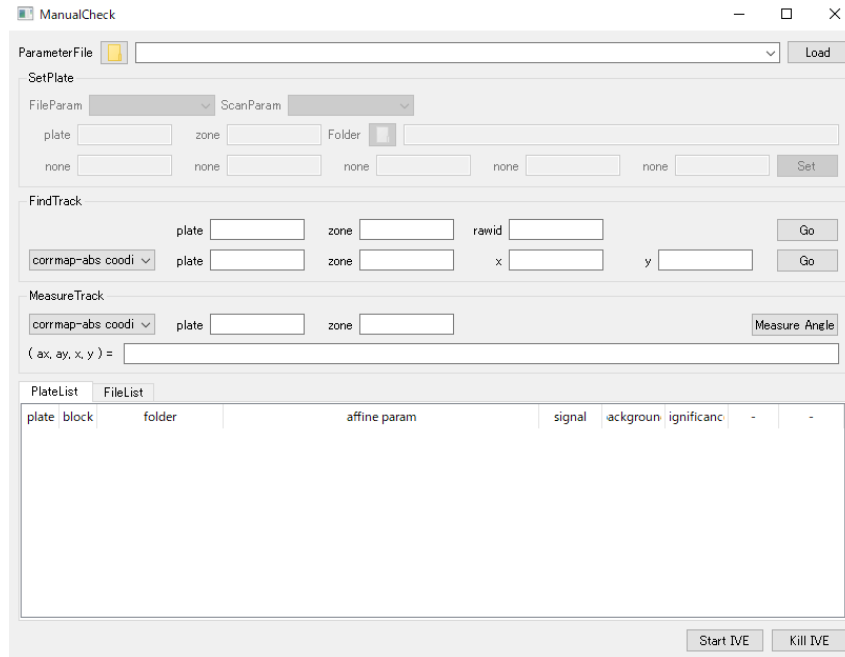 ManualCheck
ParameterFile Load
SetPlate
FileParam ScanParam
plate zone Folder
none none none none none Set
FindTrack
plate zone rawid Go
corrmap-abs coodi plate zone x y Go
MeasureTrack
corrmap-abs coodi plate zone Measure Angle
( ax, ay, x, y ) =
PlateList FileList
plate block folder affine param signal ackgroun ignificanc - -
Start IVE Kill IVE